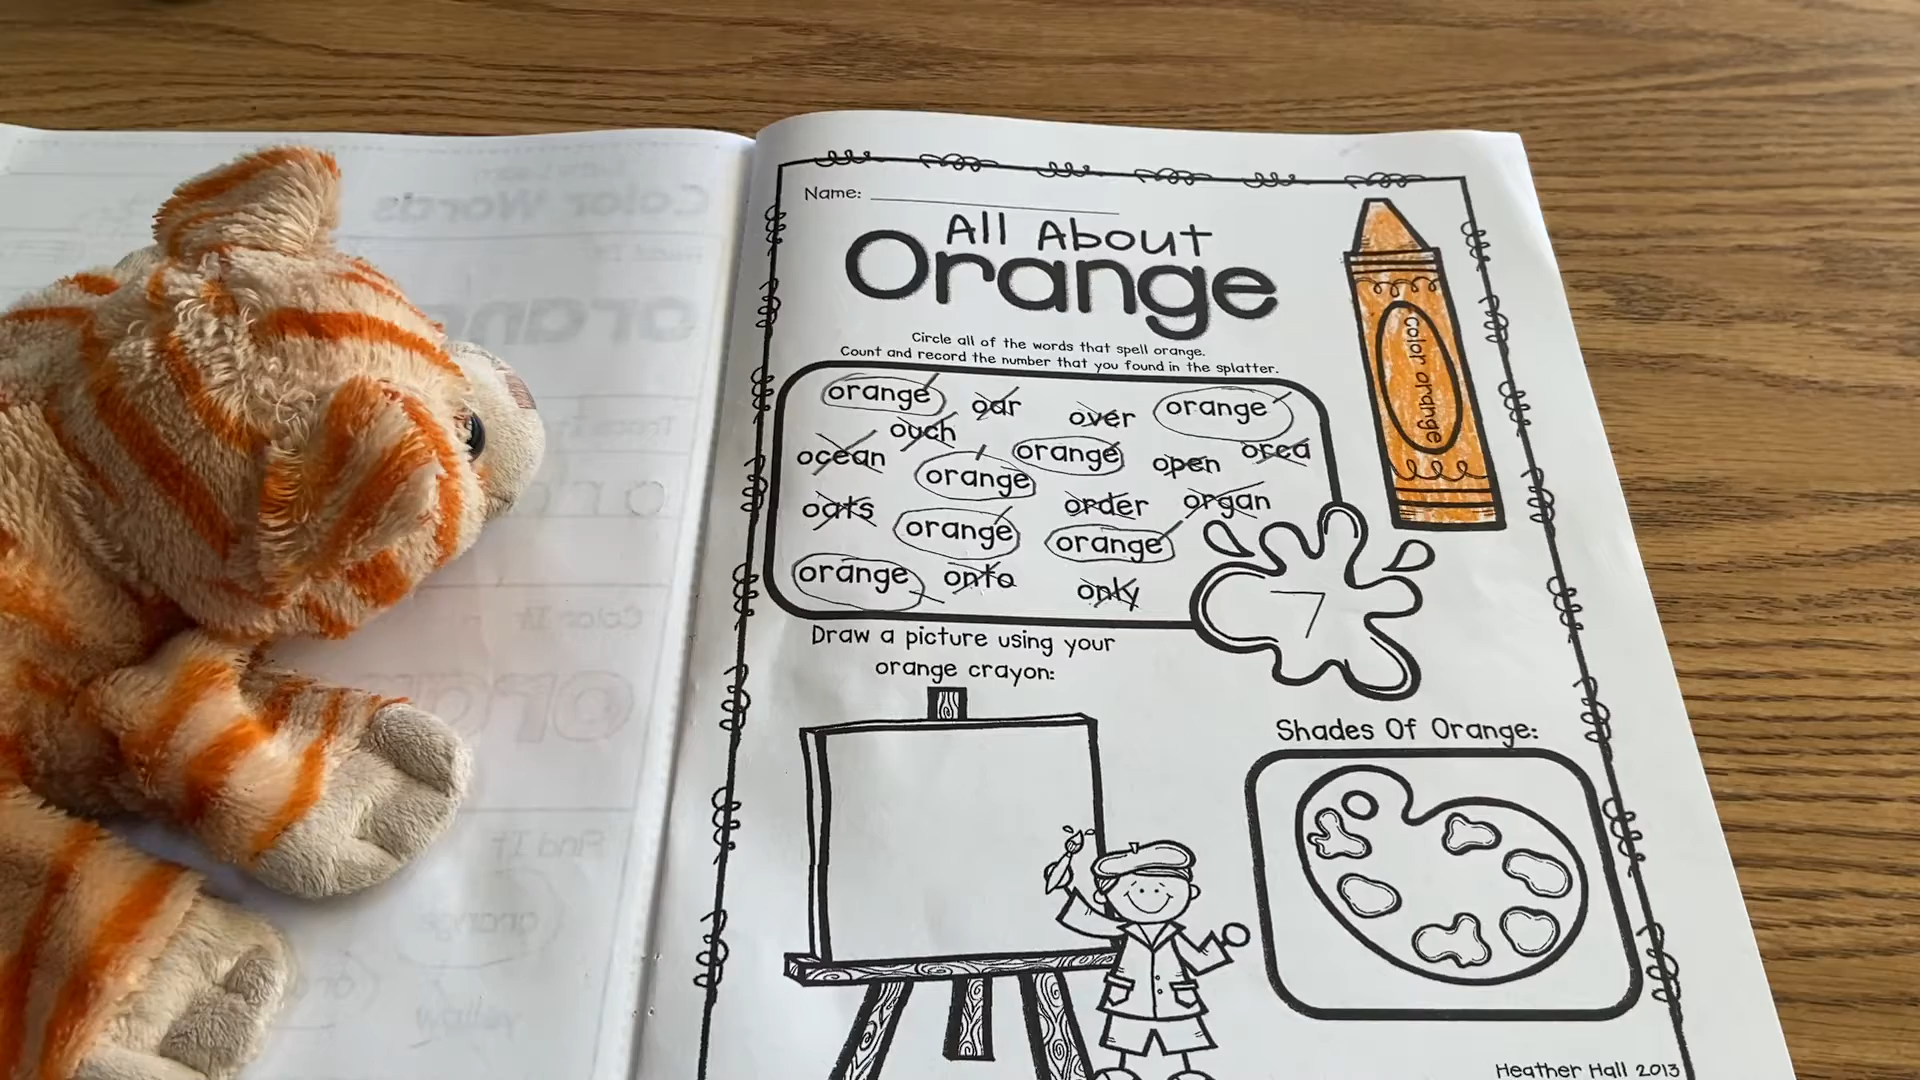 Name:
All About
Orange
Circle all of the words that spell orange.
Count and record the number that you found in the splatter.
color orange
orange oar over orange
ouch
ocean orange orange open orea
oats orange order organ
orange orange
orange onto only
7
Draw a picture using your
orange crayon:
Shades Of Orange:
Heather Hall 2013